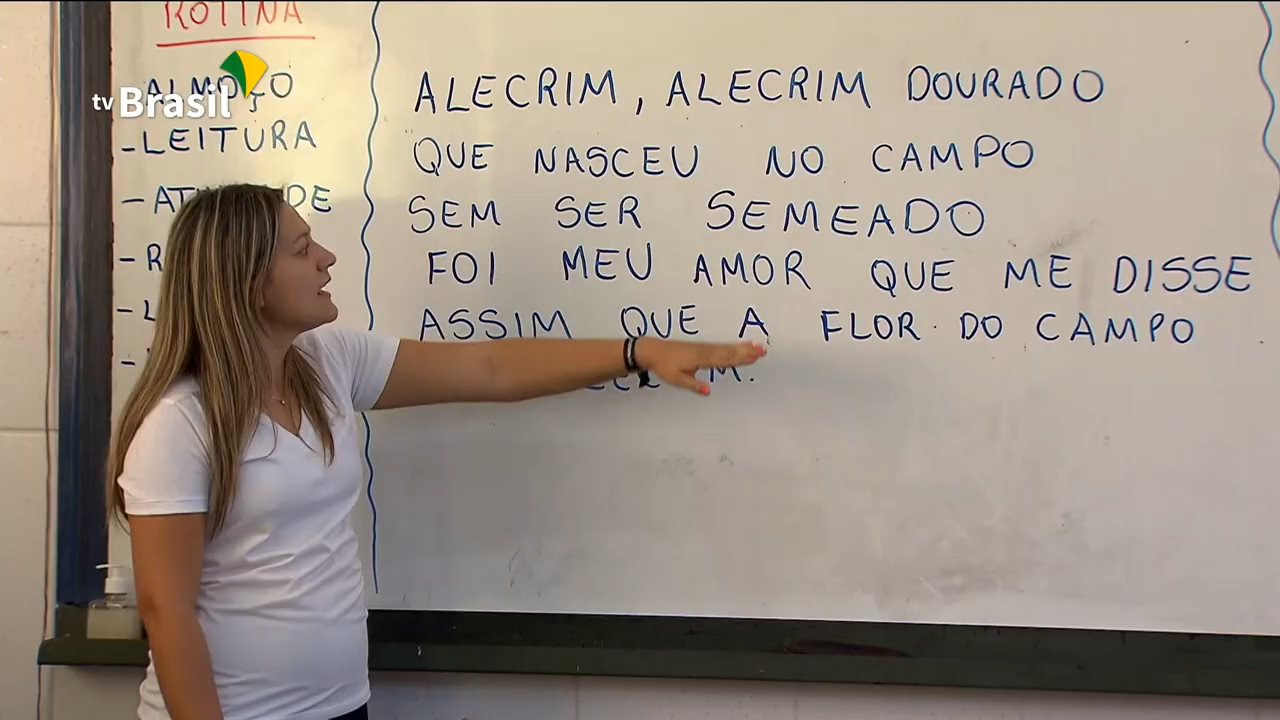 ROTINA
tv Brasil
ALMOÇO
-LEITURA
ALECRIM, ALECRIM DOURADO
QUE NASCEU NO CAMPO
SEM SER SEMEADO
FOI MEU AMOR QUE ME DISSE
ASSIM QUE A FLOR DO CAMPO